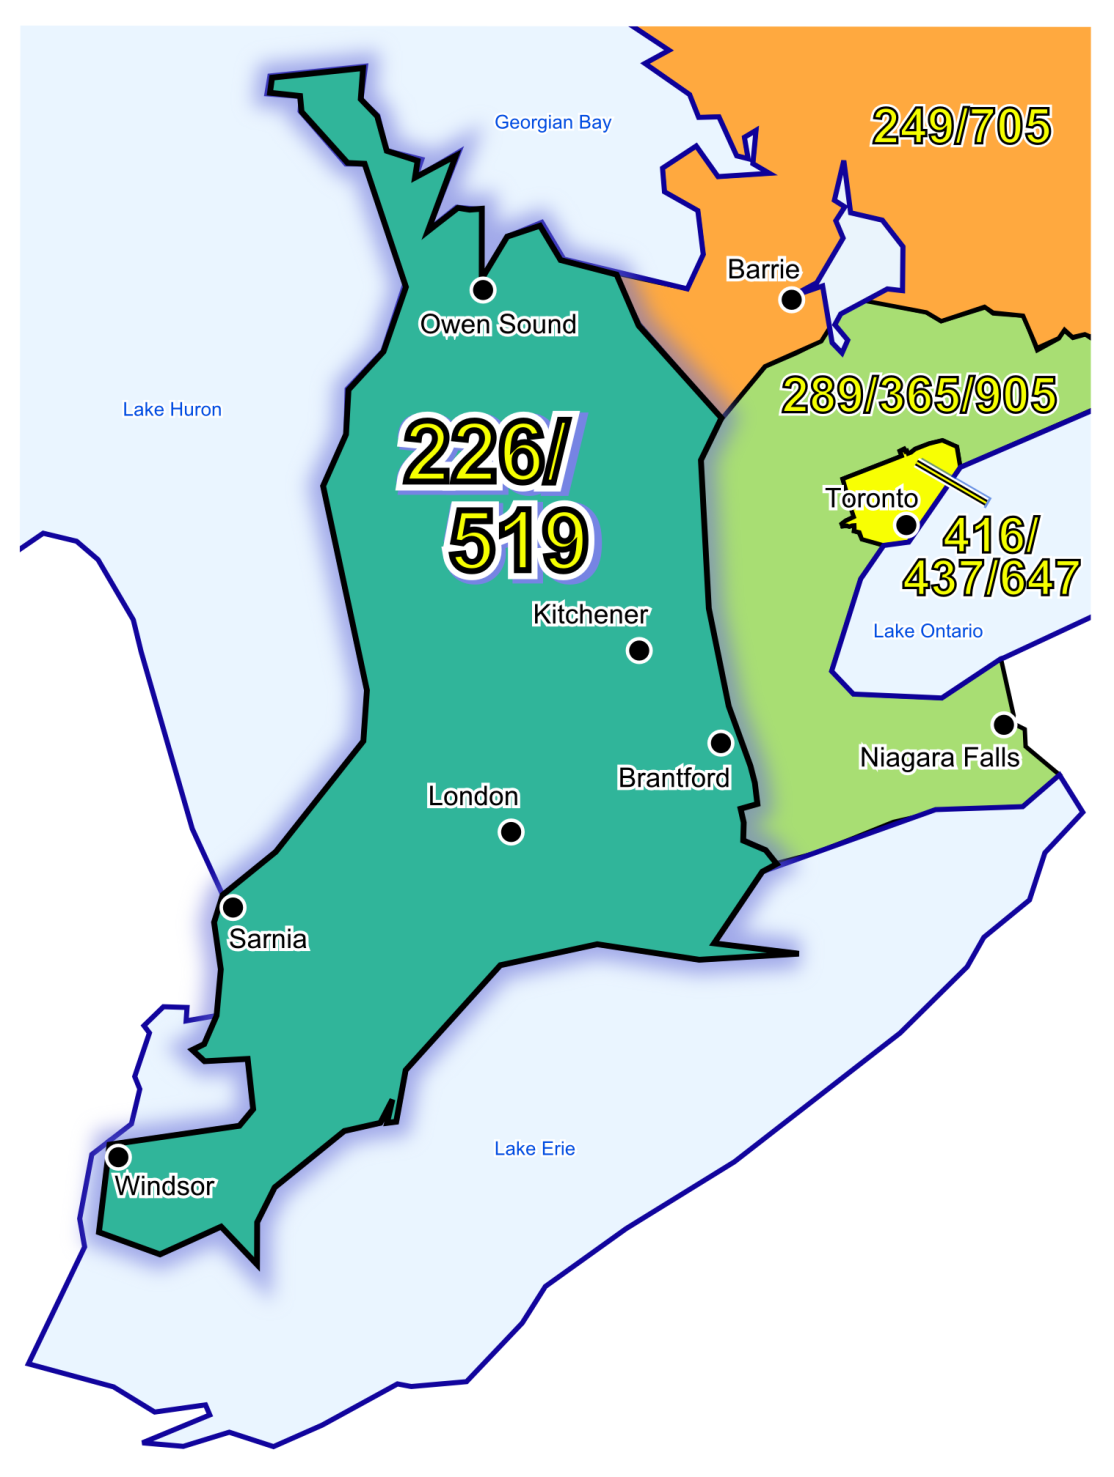 Georgian Bay
249/705
Barrie
Owen Sound
289/365/905
Lake Huron
226/
519
Toronto
416/
437/647
Kitchener
Lake Ontario
Brantford
Niagara Falls
London
Sarnia
Lake Erie
Windsor